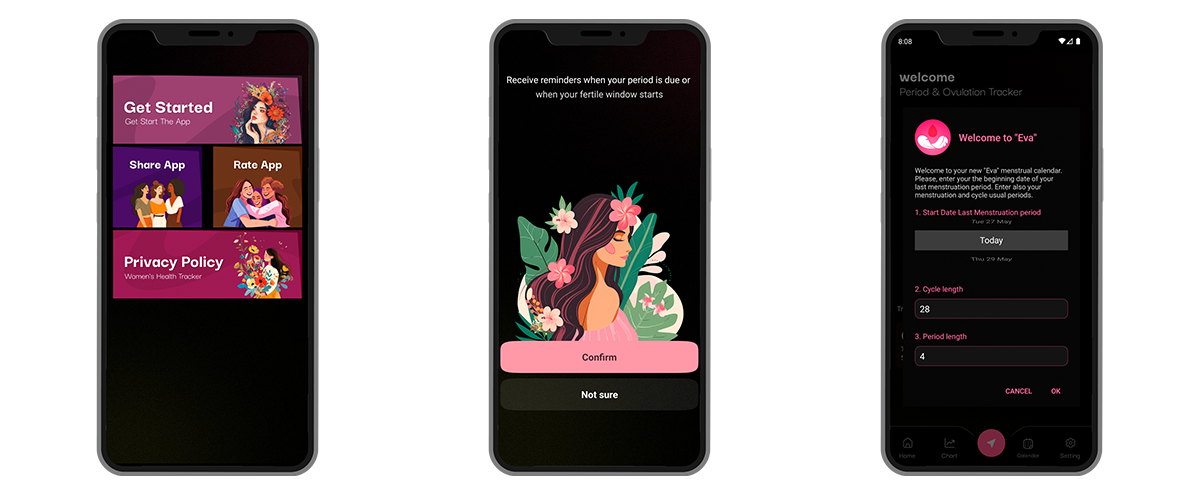 Get Started
Get Start The App
Share App
Rate App
Privacy Policy
Women's Health Tracker
Receive reminders when your period is due or
when your fertile window starts
Confirm
Not sure
8:08
welcome
Period & Ovulation Tracker
Welcome to "Eva"
Welcome to your new "Eva" menstrual calendar.
Please, enter your the beginning date of your
last menstruation period. Enter also your
menstruation and cycle usual periods.
1. Start Date Last Menstruation period
Tue 27 May
Today
Thu 29 May
2. Cycle length
28
3. Period length
4
CANCEL OK
Home Chart Calender Setting